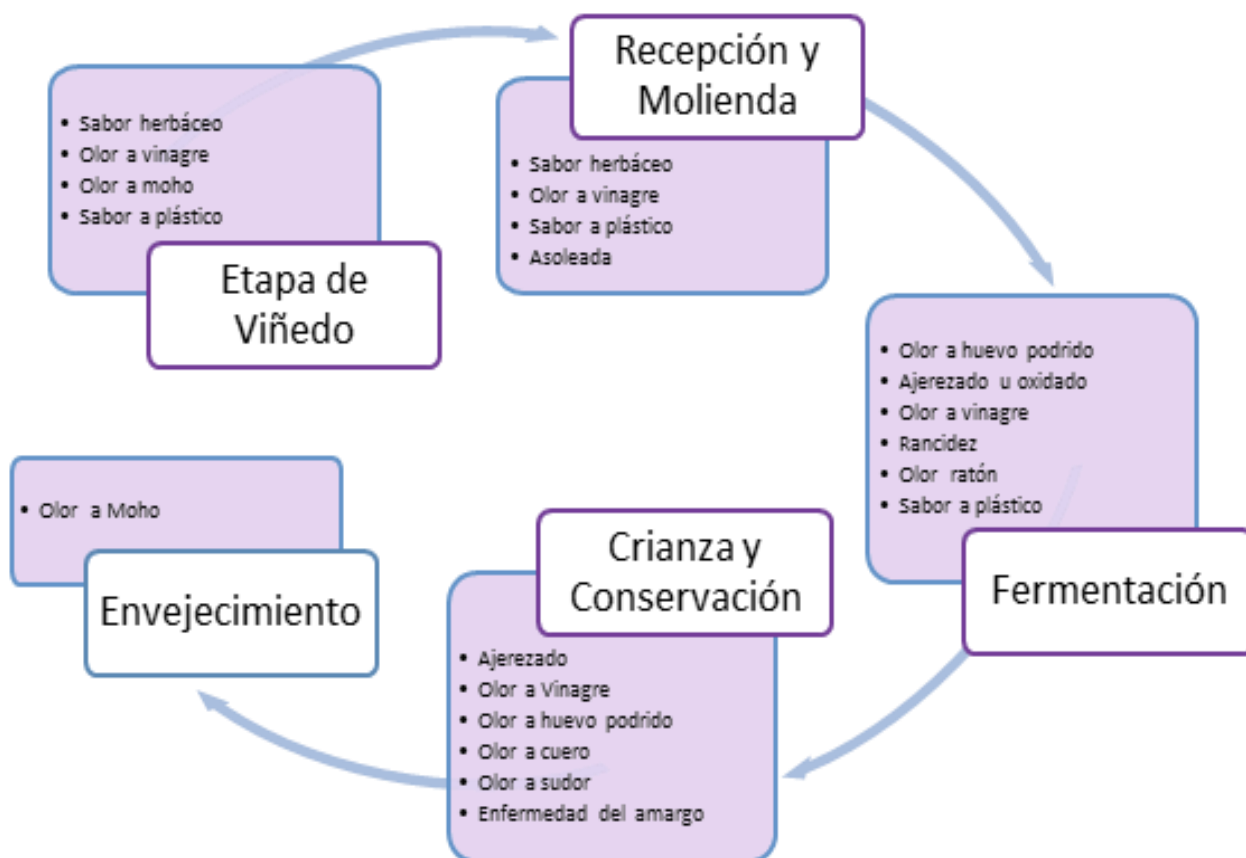 • Sabor herbáceo
• Olor a vinagre
• Olor a moho
• Sabor a plástico
Etapa de
Viñedo
Recepción y
Molienda
• Sabor herbáceo
• Olor a vinagre
• Sabor a plástico
• Asoleada
• Olor a huevo podrido
• Ajerezado u oxidado
• Olor a vinagre
• Rancidez
• Olor ratón
• Sabor a plástico
Fermentación
Crianza y
Conservación
• Ajerezado
• Olor a Vinagre
• Olor a huevo podrido
• Olor a cuero
• Olor a sudor
• Enfermedad del amargo
• Olor a Moho
Envejecimiento